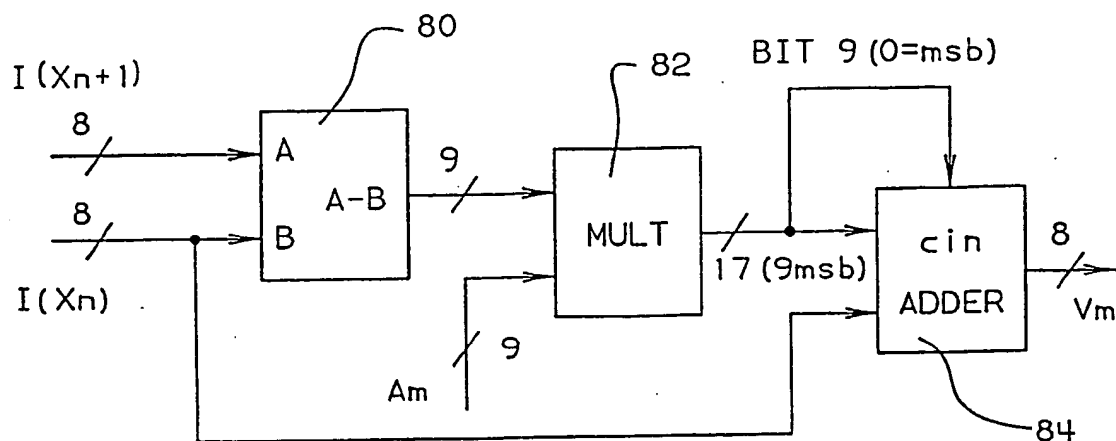 80
I(Xn+1)
8
A
A-B
8
B
I(Xn)
9
82
MULT
Am
9
17 (9msb)
BIT 9 (0=msb)
cin
ADDER
8
Vm
84